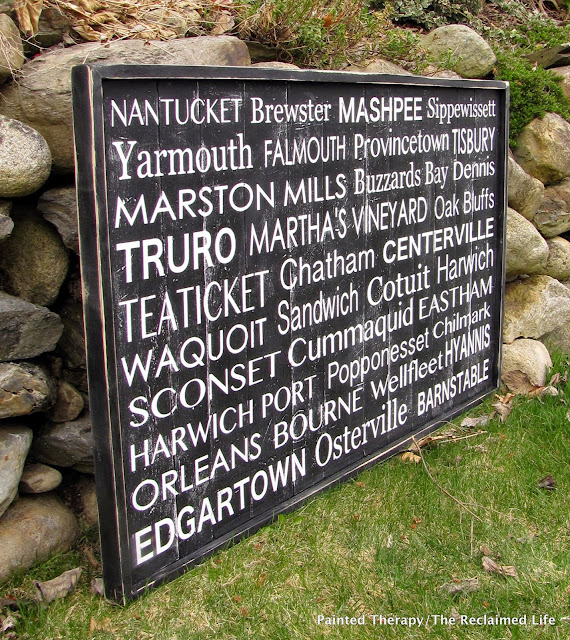 NANTUCKET Brewster MASHPEE Sippewissett
Yarmouth FALMOUTH Provincetown TISBURY
MARSTON MILLS Buzzards Bay Dennis
TRURO MARTHA'S VINEYARD Oak Bluffs
TEATICKET Chatham CENTERVILLE
WAQUOIT Sandwich Cotuit Harwich
SCONSET Cummaquid EASTHAM
HARWICH PORT Popponesset Chilmark
ORLEANS BOURNE Wellfleet HYANNIS
EDGARTOWN Osterville BARNSTABLE
Painted Therapy/The Reclaimed Life